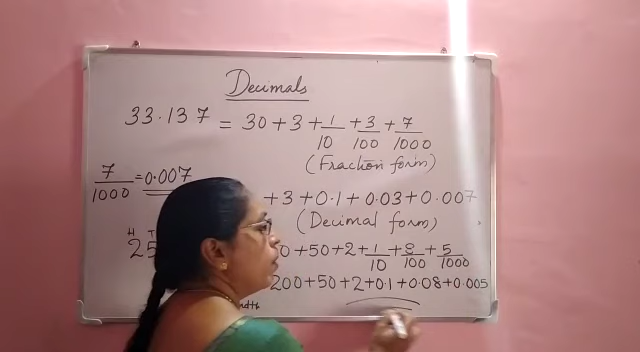 Decimals
33.137 = 30+3+1/10+3/100+7/1000
(Fraction form)
7/1000=0.007
+3+0.1+0.03+0.007
(Decimal form)
H T
25
0+50+2+1/10+8/100+5/1000
200+50+2+0.1+0.08+0.005